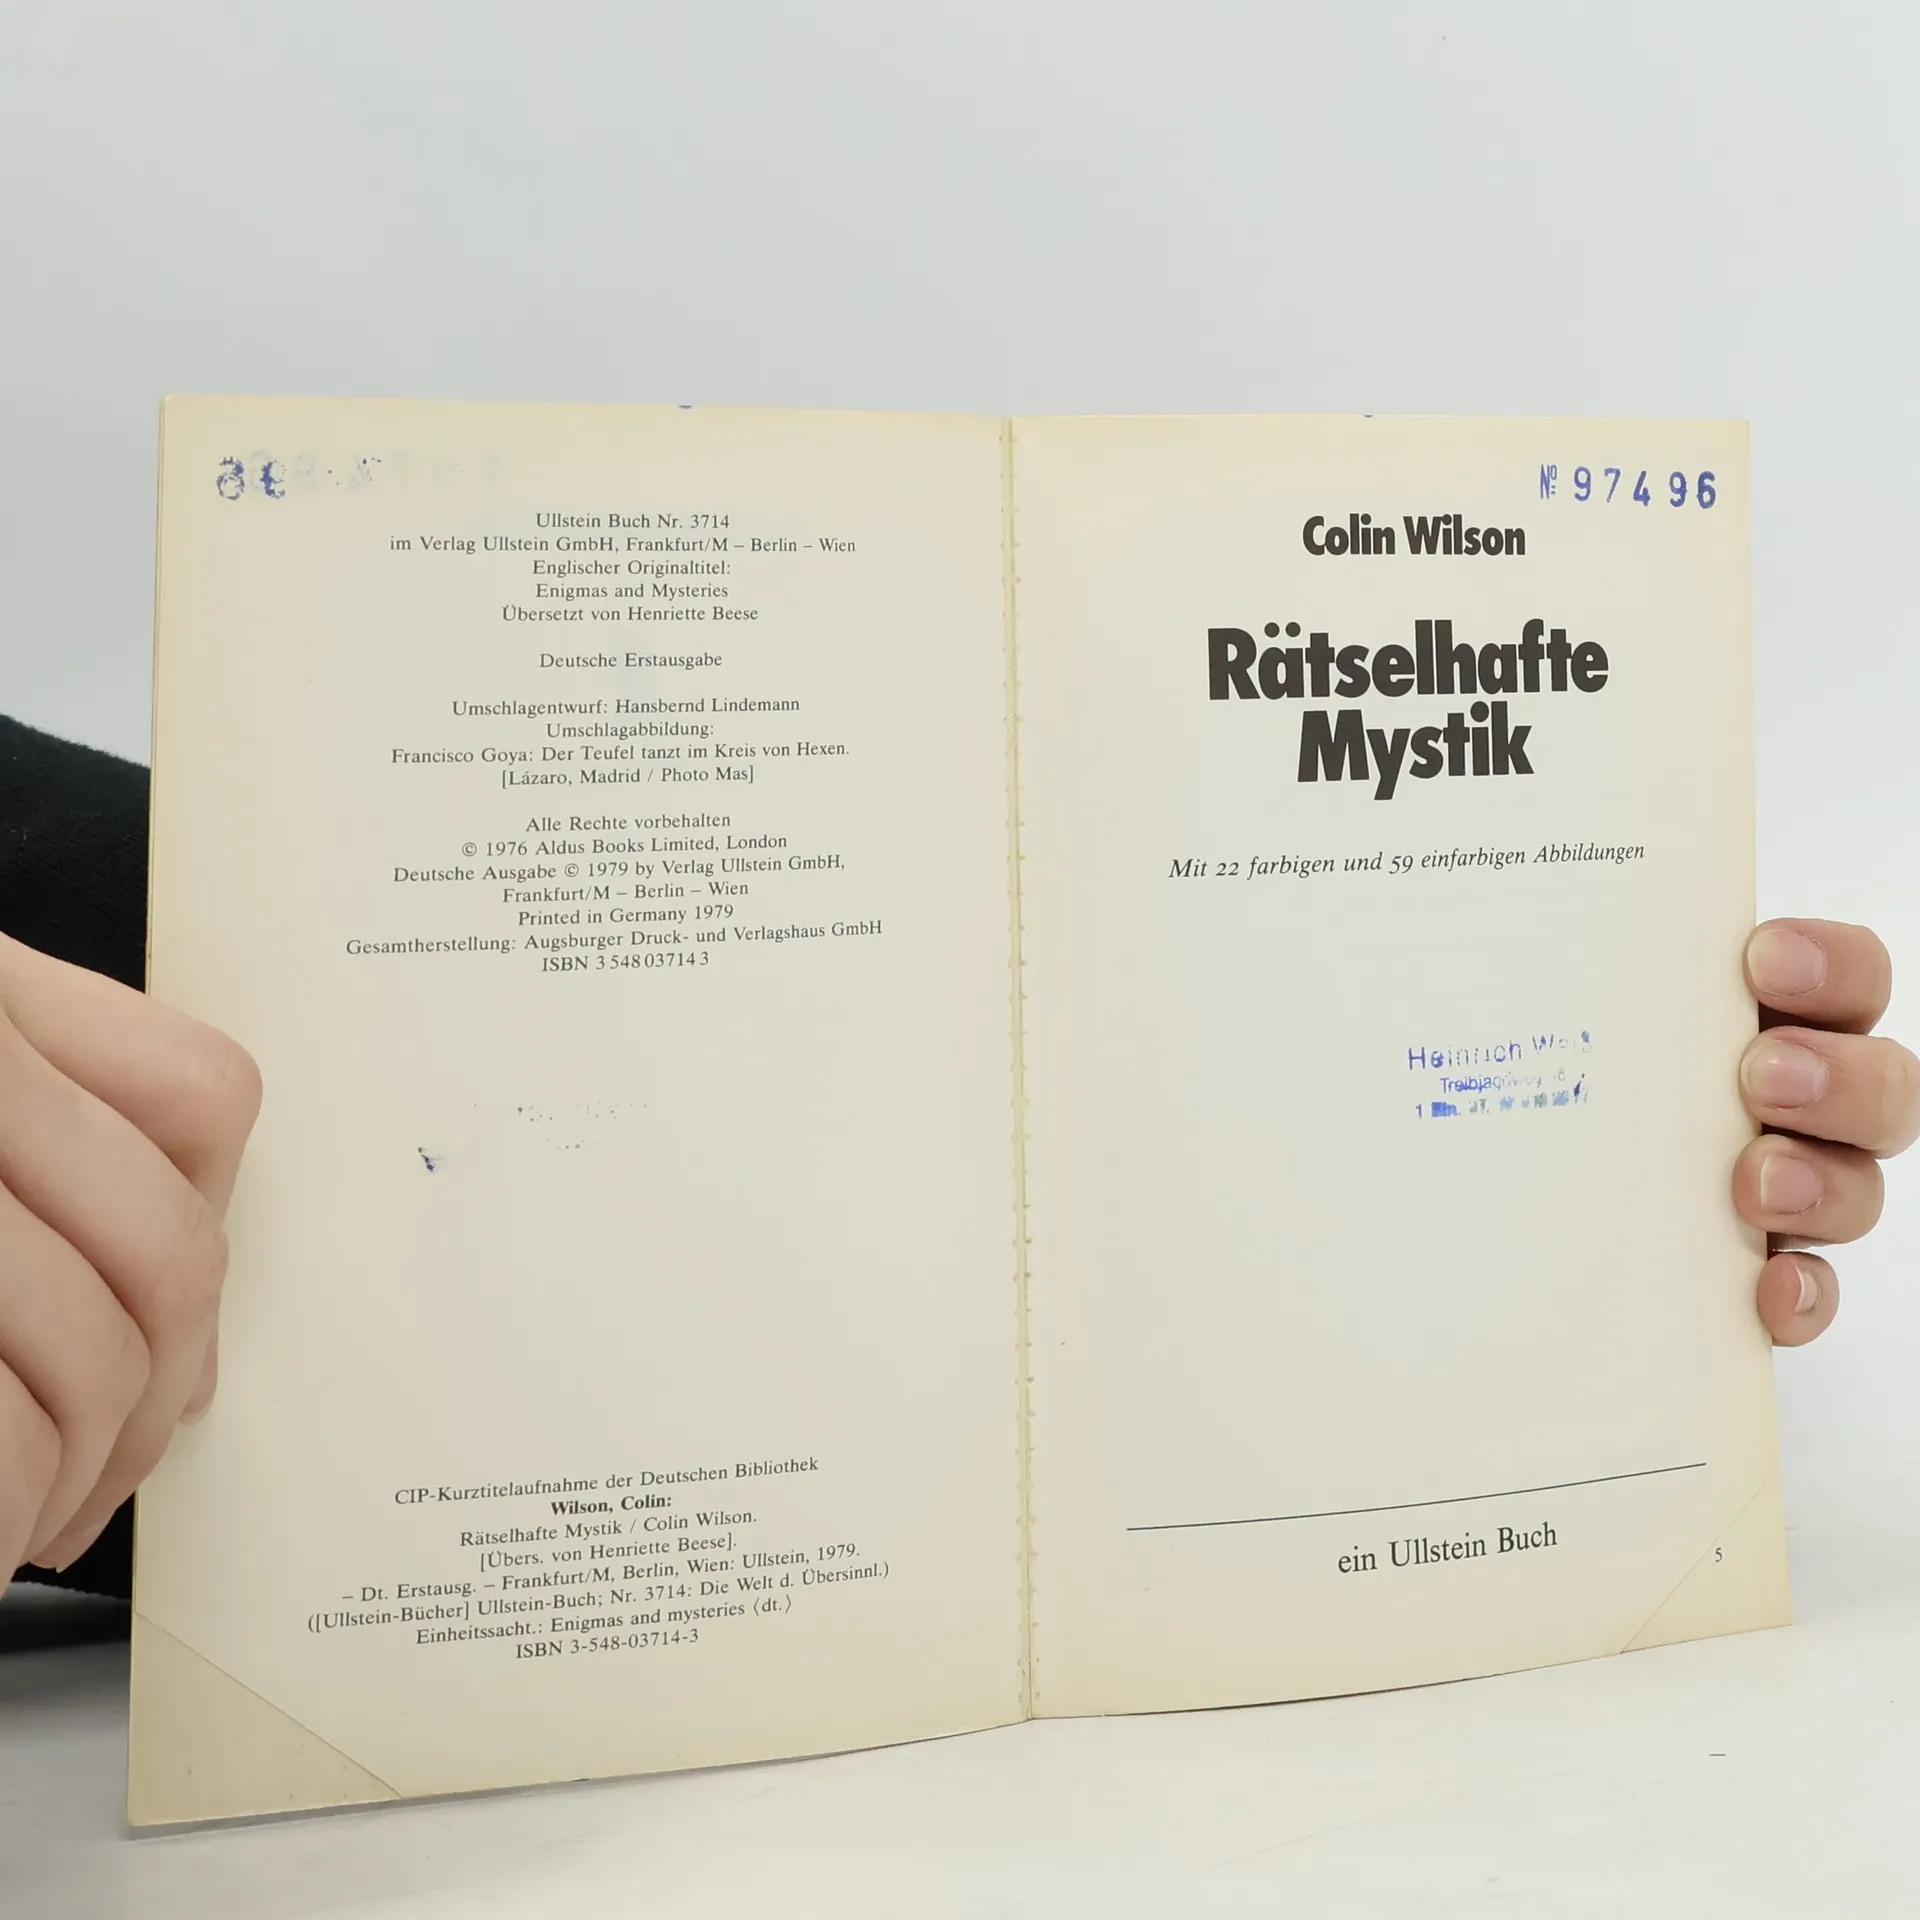 Ullstein Buch Nr. 3714
im Verlag Ullstein GmbH, Frankfurt/M – Berlin – Wien
Englischer Originaltitel:
Enigmas and Mysteries
Übersetzt von Henriette Beese
Deutsche Erstausgabe
Umschlagentwurf: Hansbernd Lindemann
Umschlagabbildung:
Francisco Goya: Der Teufel tanzt im Kreis von Hexen.
[Lázaro, Madrid / Photo Mas]
Alle Rechte vorbehalten
© 1976 Aldus Books Limited, London
Deutsche Ausgabe © 1979 by Verlag Ullstein GmbH,
Frankfurt/M – Berlin – Wien
Printed in Germany 1979
Gesamtherstellung: Augsburger Druck- und Verlagshaus GmbH
ISBN 3 548 03714 3
CIP-Kurztitelaufnahme der Deutschen Bibliothek
Wilson, Colin:
Rätselhafte Mystik / Colin Wilson.
[Übers. von Henriette Beese].
– Dt. Erstausg. – Frankfurt/M, Berlin, Wien: Ullstein, 1979.
([Ullstein-Bücher] Ullstein-Buch; Nr. 3714: Die Welt d. Übersinnl.)
Einheitssacht.: Enigmas and mysteries ⟨dt.⟩
ISBN 3-548-03714-3
Nº 97496
Colin Wilson
Rätselhafte
Mystik
Mit 22 farbigen und 59 einfarbigen Abbildungen
Heinrich
ein Ullstein Buch
5